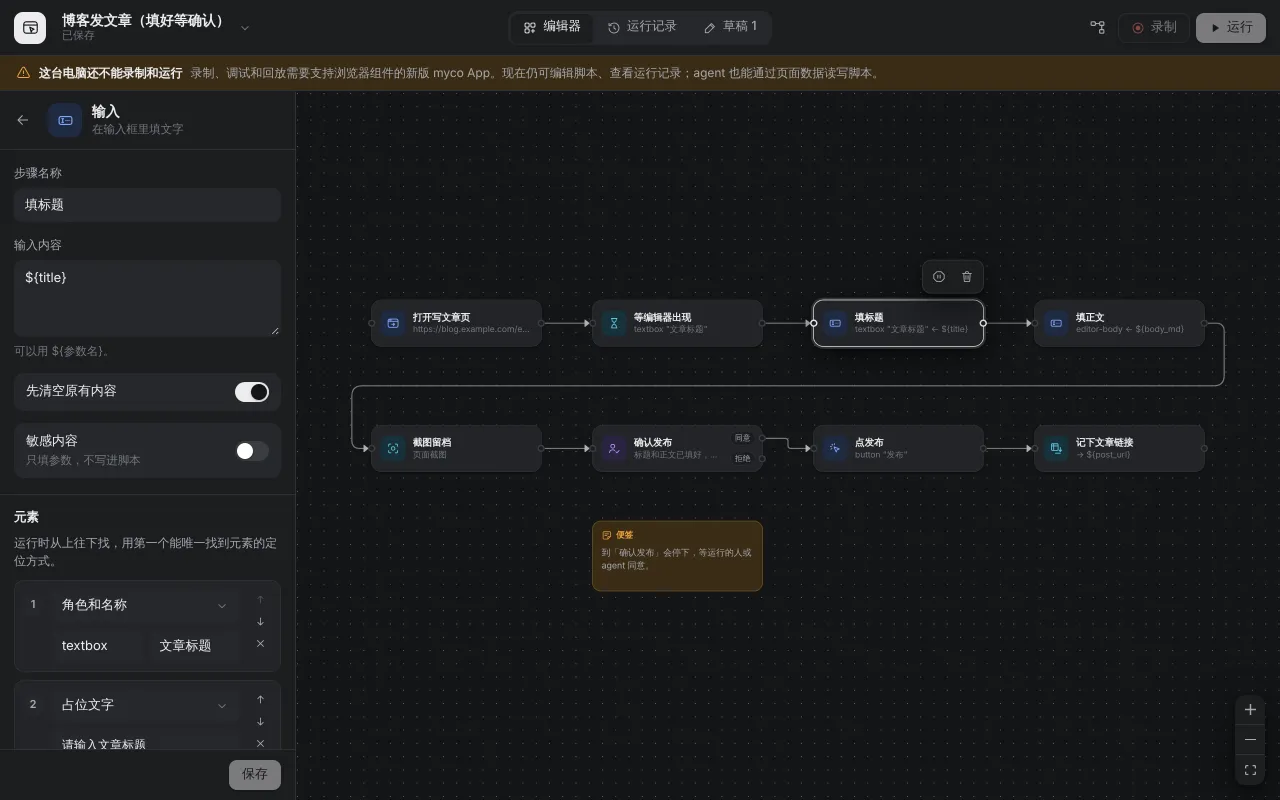 博客发文章（填好等确认）
已保存
编辑器
运行记录
草稿 1
录制
运行
这台电脑还不能录制和运行 录制、调试和回放需要支持浏览器组件的新版 myco App。现在仍可编辑脚本、查看运行记录；agent 也能通过页面数据读写脚本。
输入
在输入框里填文字
步骤名称
填标题
输入内容
${title}
可以用 ${参数名}。
先清空原有内容
敏感内容
只填参数，不写进脚本
元素
运行时从上往下找，用第一个能唯一找到元素的定
位方式。
1
角色和名称
textbox
文章标题
2
占位文字
请输入文章标题
保存
打开写文章页
https://blog.example.com/e...
等编辑器出现
textbox "文章标题"
填标题
textbox "文章标题" ← ${title}
填正文
editor-body ← ${body_md}
截图留档
页面截图
确认发布
标题和正文已填好，...
同意
拒绝
点发布
button "发布"
记下文章链接
→ ${post_url}
便签
到「确认发布」会停下，等运行的人或
agent 同意。